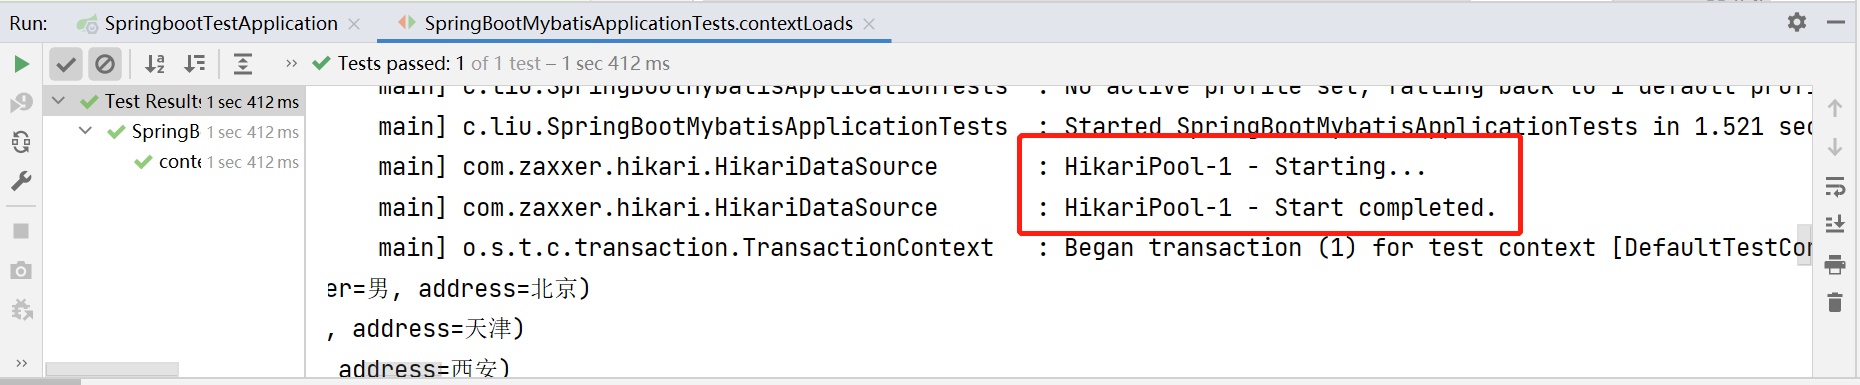 Run: SpringbootTestApplication × SpringBootMybatisApplicationTests.contextLoads ×
» Tests passed: 1 of 1 test – 1 sec 412 ms
Test Results 1 sec 412 ms
SpringB 1 sec 412 ms
conte 1 sec 412 ms
main] c.liu.SpringBootMybatisApplicationTests : No active profile set, falling back to 1 default
main] c.liu.SpringBootMybatisApplicationTests : Started SpringBootMybatisApplicationTests in 1.521 sec
main] com.zaxxer.hikari.HikariDataSource : HikariPool-1 - Starting...
main] com.zaxxer.hikari.HikariDataSource : HikariPool-1 - Start completed.
main] o.s.t.c.transaction.TransactionContext : Began transaction (1) for test context [DefaultTestCon
er=男, address=北京)
, address=天津)
address=西安)
»